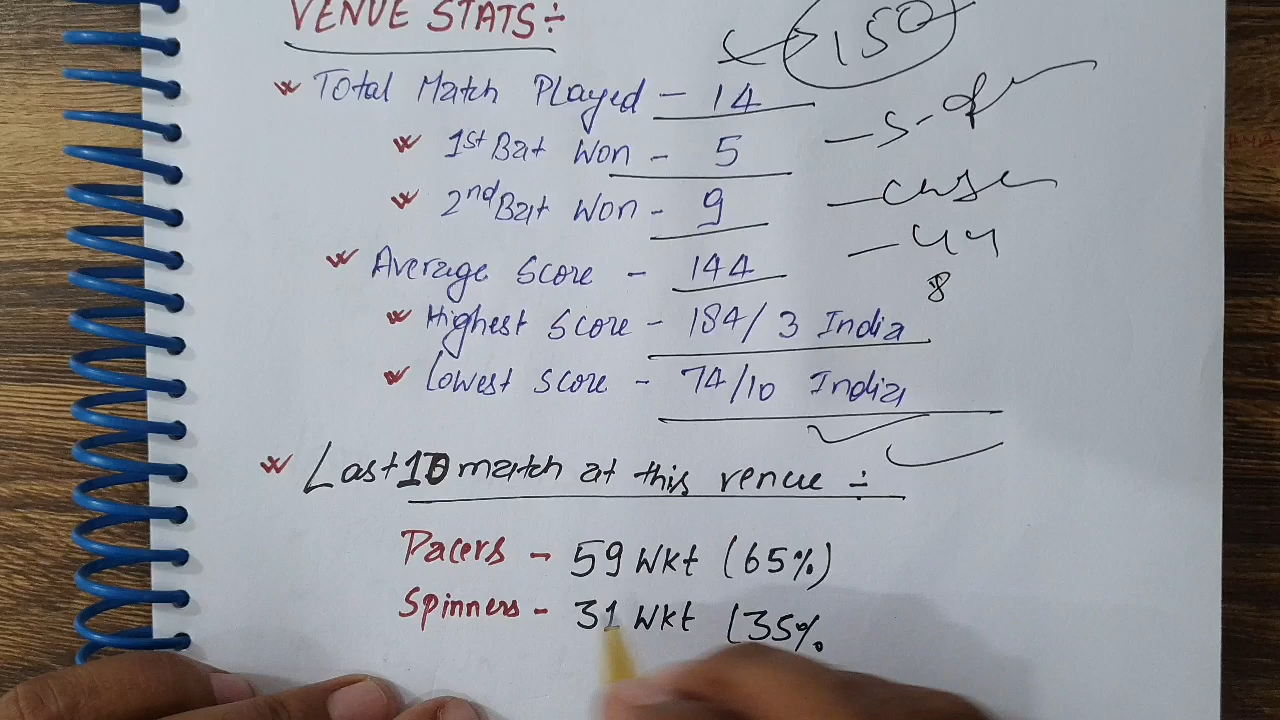 VENUE STATS÷
150
Total Match Played - 14
1st Bat Won - 5
2nd Bat Won - 9
Average Score - 144
44
8
Highest Score - 184/3 India
Lowest Score - 74/10 India
Last 10 match at this venue ÷
Pacers - 59 Wkt (65%)
Spinners - 31 Wkt (35%